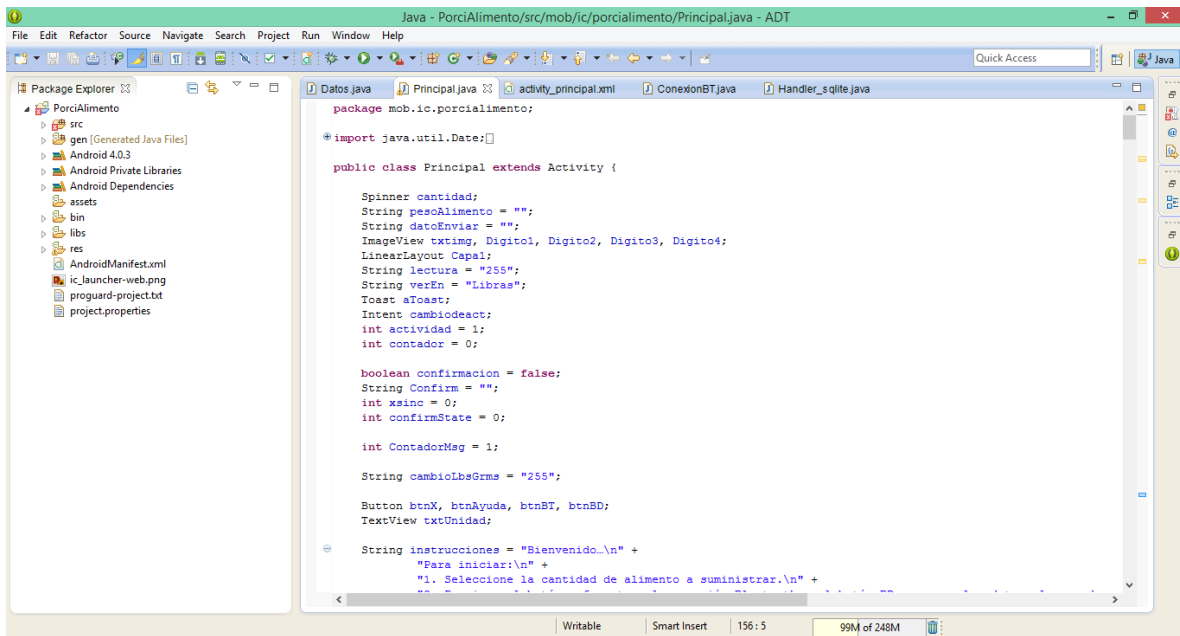 Java - PorciAlimento/src/mob/ic/porcialimento/Principal.java - ADT
File Edit Refactor Source Navigate Search Project Run Window Help
Quick Access
Java
Package Explorer
PorciAlimento
src
gen [Generated Java Files]
Android 4.0.3
Android Private Libraries
Android Dependencies
assets
bin
libs
res
AndroidManifest.xml
ic_launcher-web.png
proguard-project.txt
project.properties
Datos.java Principal.java activity_principal.xml ConexionBT.java Handler_sqlite.java
package mob.ic.porcialimento;
import java.util.Date;
public class Principal extends Activity {
Spinner cantidad;
String pesoAlimento = "";
String datoEnviar = "";
ImageView txtimg, Digito1, Digito2, Digito3, Digito4;
LinearLayout Capa1;
String lectura = "255";
String verEn = "Libras";
Toast aToast;
Intent cambiodeact;
int actividad = 1;
int contador = 0;
boolean confirmacion = false;
String Confirm = "";
int xsinc = 0;
int confirmState = 0;
int ContadorMsg = 1;
String cambioLbsGrms = "255";
Button btnX, btnAyuda, btnBT, btnBD;
TextView txtUnidad;
String instrucciones = "Bienvenido…\n" +
"Para iniciar:\n" +
"1. Seleccione la cantidad de alimento a suministrar.\n" +
Writable Smart Insert 156 : 5 99M of 248M